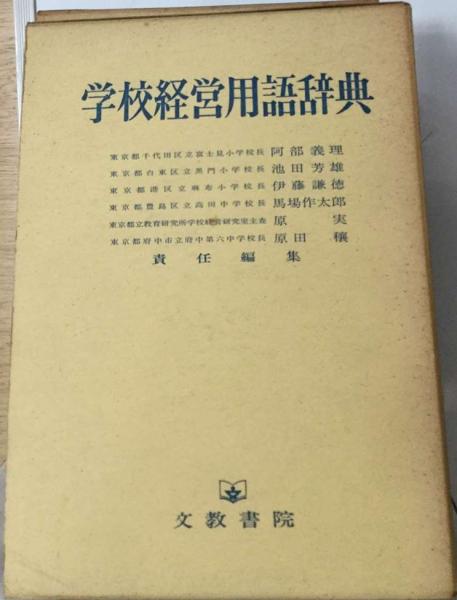 学校経営用語辞典
東京都千代田区立富士見小学校長 阿部義理
東京都台東区立黒門小学校長 池田芳雄
東京都港区立麻布小学校長 伊藤謙徳
東京都豊島区立高田中学校長 馬場作太郎
東京都立教育研究所学校経営研究室主査 原実
東京都府中市立府中第六中学校長 原田穣
責任編集
文教書院